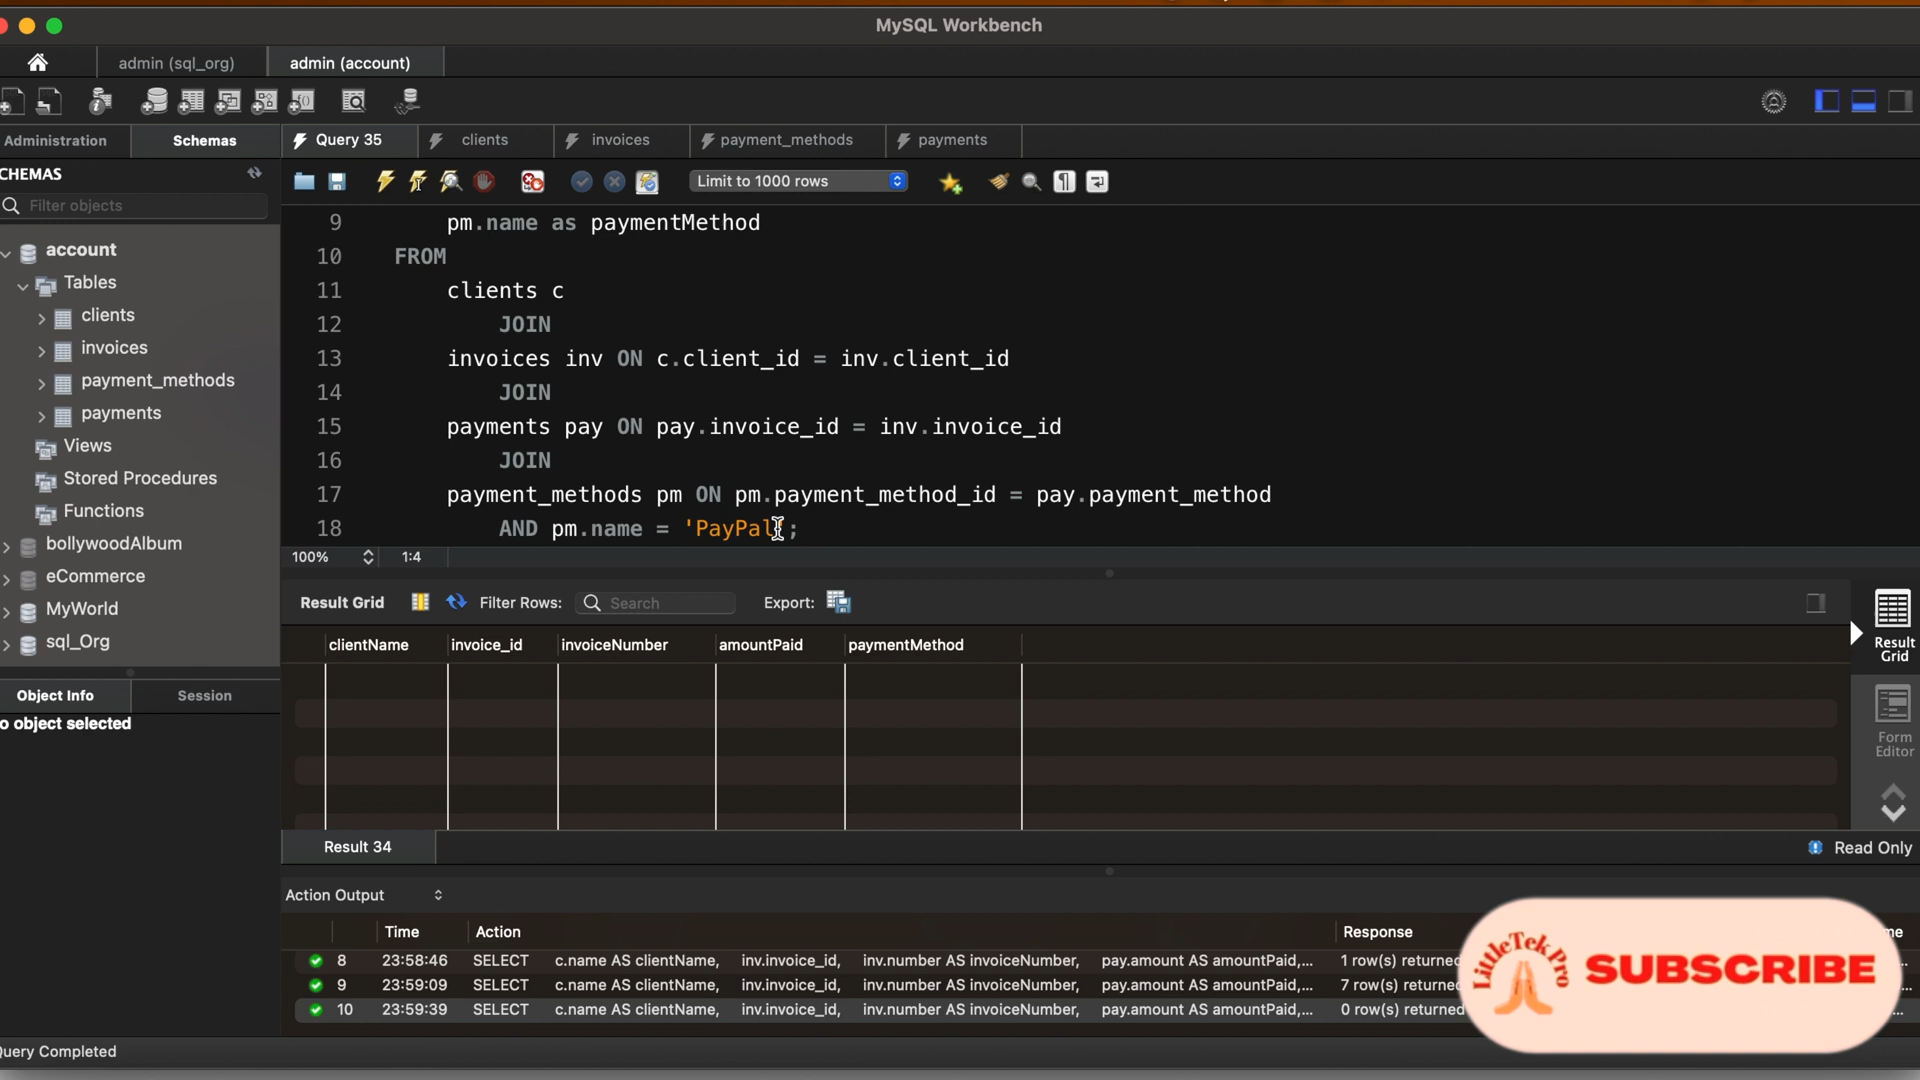 MySQL Workbench
admin (sql_org)
admin (account)
Administration
Schemas
Query 35
clients
invoices
payment_methods
payments
CHEMAS
Filter objects
Limit to 1000 rows
account
Tables
clients
invoices
payment_methods
payments
Views
Stored Procedures
Functions
bollywoodAlbum
eCommerce
MyWorld
sql_Org
Object Info
Session
o object selected
9 pm.name as paymentMethod
10 FROM
11 clients c
12 JOIN
13 invoices inv ON c.client_id = inv.client_id
14 JOIN
15 payments pay ON pay.invoice_id = inv.invoice_id
16 JOIN
17 payment_methods pm ON pm.payment_method_id = pay.payment_method
18 AND pm.name = 'PayPal';
100%
1:4
Result Grid
Filter Rows:
Search
Export:
clientName invoice_id invoiceNumber amountPaid paymentMethod
Result
Grid
Form
Editor
Result 34
Read Only
Action Output
Time Action Response
8 23:58:46 SELECT c.name AS clientName, inv.invoice_id, inv.number AS invoiceNumber, pay.amount AS amountPaid,... 1 row(s) returned
9 23:59:09 SELECT c.name AS clientName, inv.invoice_id, inv.number AS invoiceNumber, pay.amount AS amountPaid,... 7 row(s) returned
10 23:59:39 SELECT c.name AS clientName, inv.invoice_id, inv.number AS invoiceNumber, pay.amount AS amountPaid,... 0 row(s) returned
LittleTek Pro
SUBSCRIBE
Query Completed